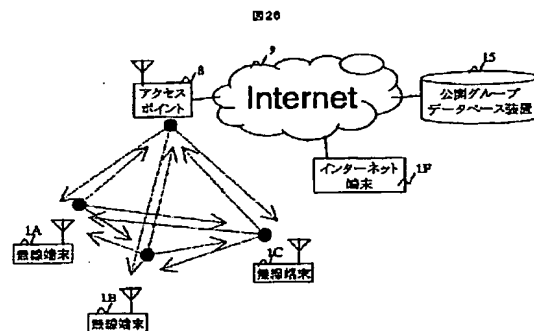 図26
8
9
15
アクセス
ポイント
Internet
公開グループ
データベース装置
インターネット
端末
1F
1A
無線端末
1B
無線端末
1C
無線端末